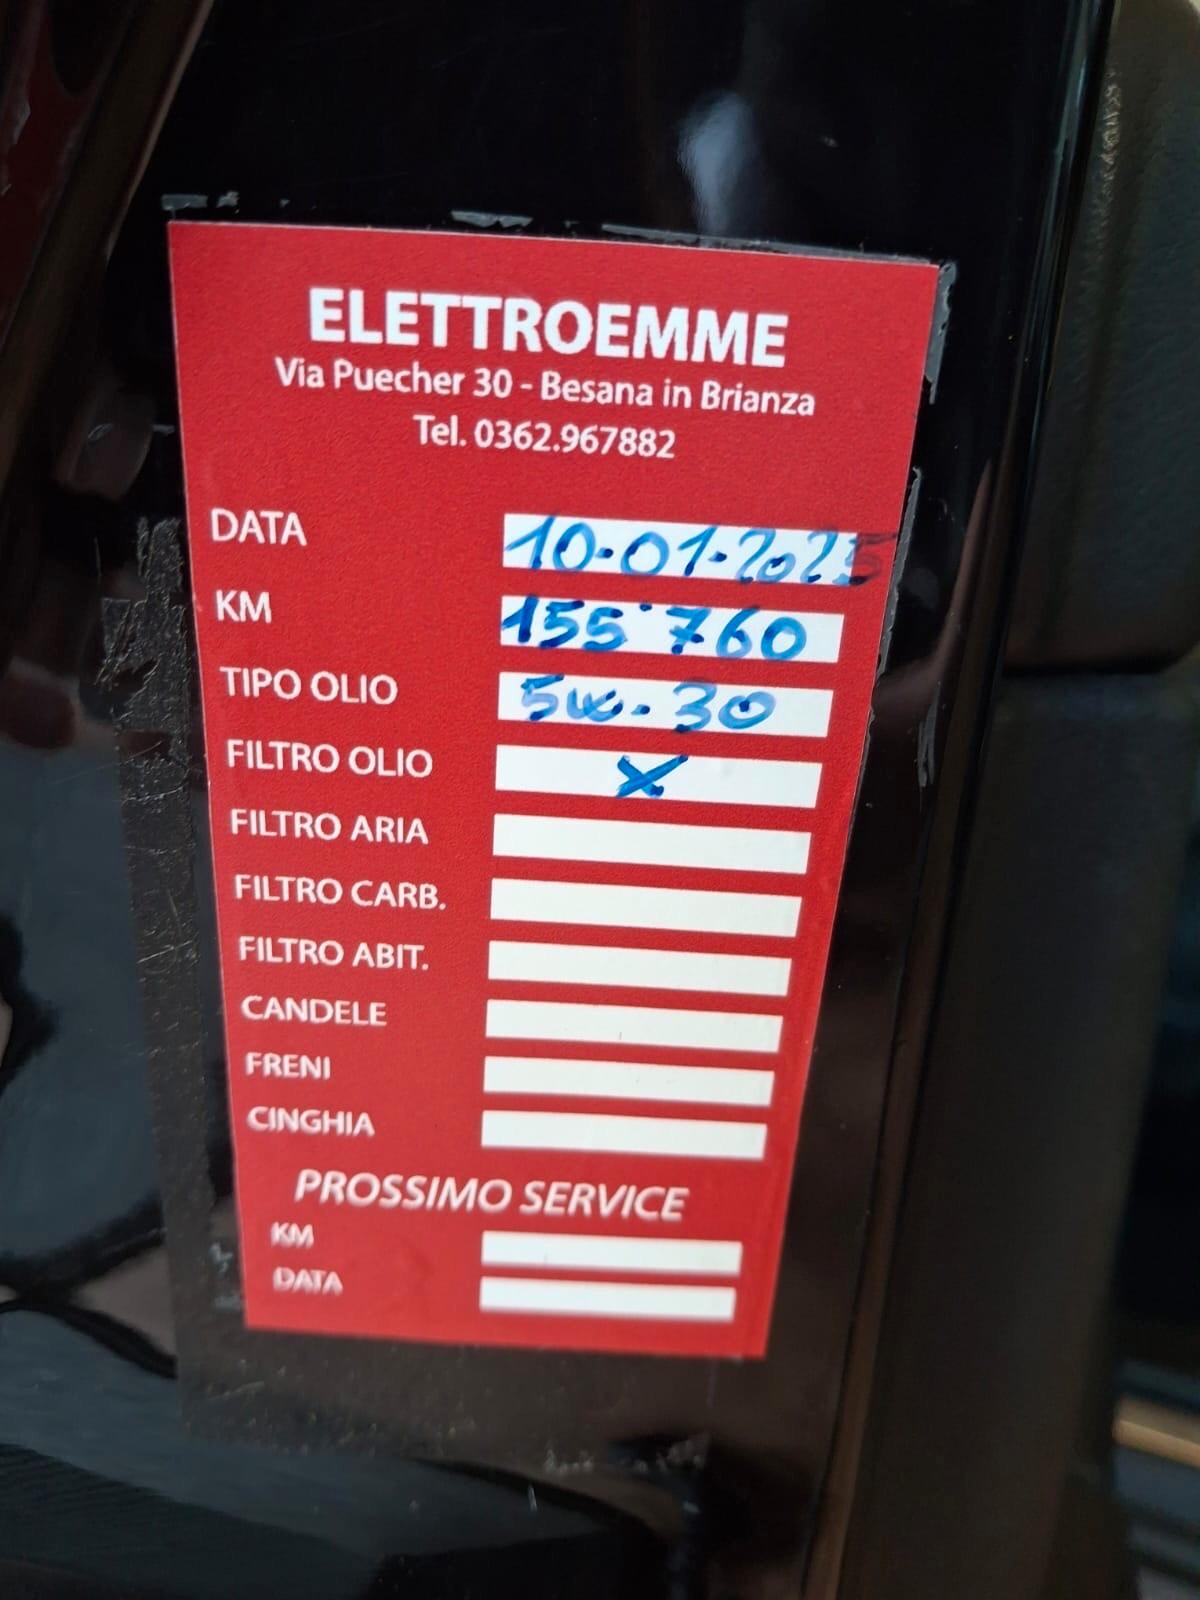 ELETTROEMME
Via Puecher 30 - Besana in Brianza
Tel. 0362.967882
DATA 10-01-2025
KM 155'760
TIPO OLIO 5w-30
FILTRO OLIO x
FILTRO ARIA
FILTRO CARB.
FILTRO ABIT.
CANDELE
FRENI
CINGHIA
PROSSIMO SERVICE
KM
DATA